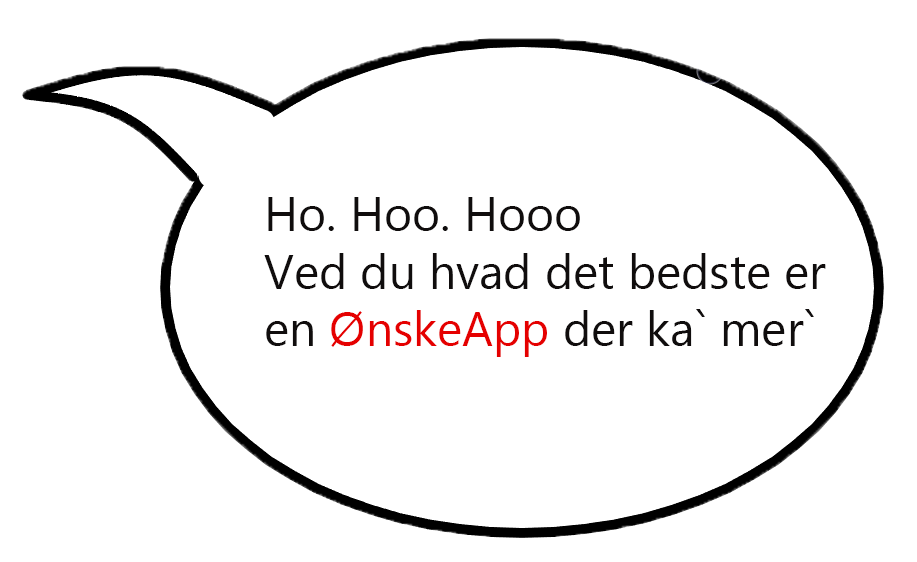 Ho. Hoo. Hooo
Ved du hvad det bedste er
en ØnskeApp der ka` mer`